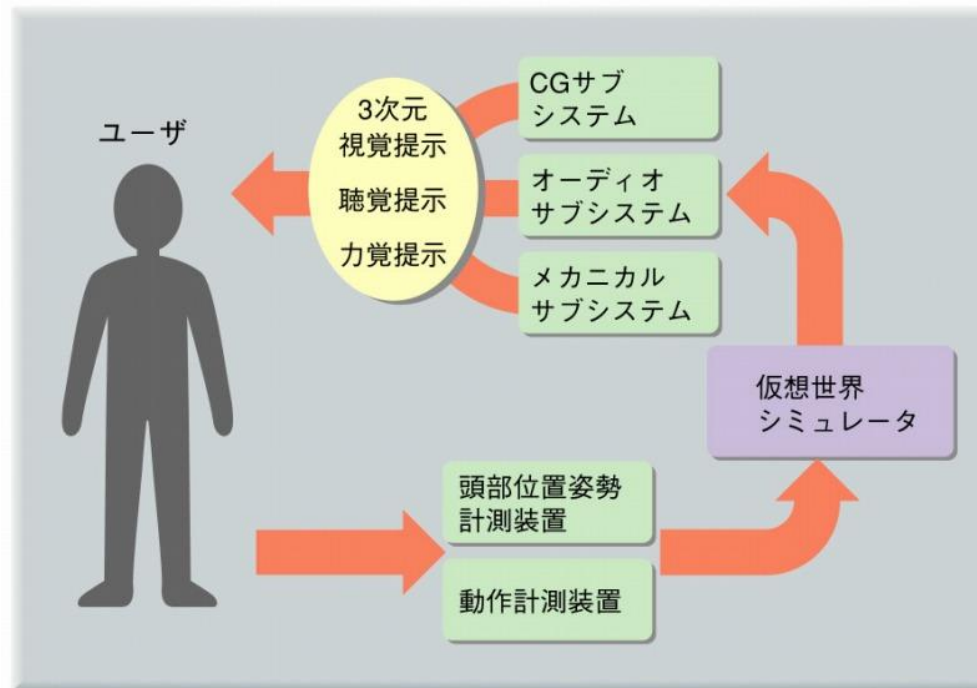 ユーザ
3次元
視覚提示
聴覚提示
力覚提示
CGサブ
システム
オーディオ
サブシステム
メカニカル
サブシステム
仮想世界
シミュレータ
頭部位置姿勢
計測装置
動作計測装置